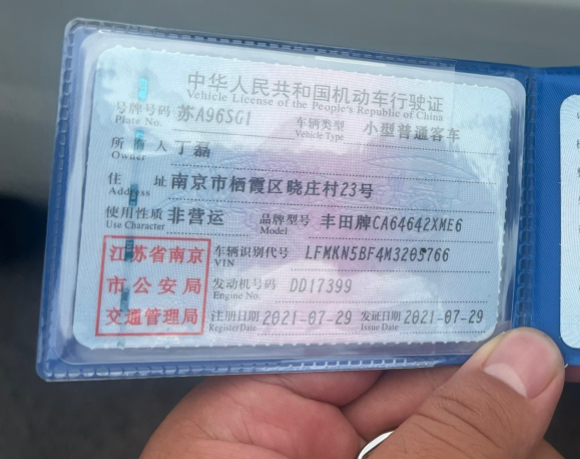 中华人民共和国机动车行驶证
Vehicle License of the People's Republic of China
号牌号码 苏A96SG1 车辆类型 小型普通客车
Plate No. Vehicle Type
所有人 丁磊
Owner
住址 南京市栖霞区晓庄村23号
Address
使用性质 非营运 品牌型号 丰田牌CA64642XME6
Use Character Model
江苏省南京 车辆识别代号 LFMKN5BF4M3205766
VIN
市公安局 发动机号码 DD17399
Engine No.
交通管理局 注册日期 2021-07-29 发证日期 2021-07-29
Register Date Issue Date